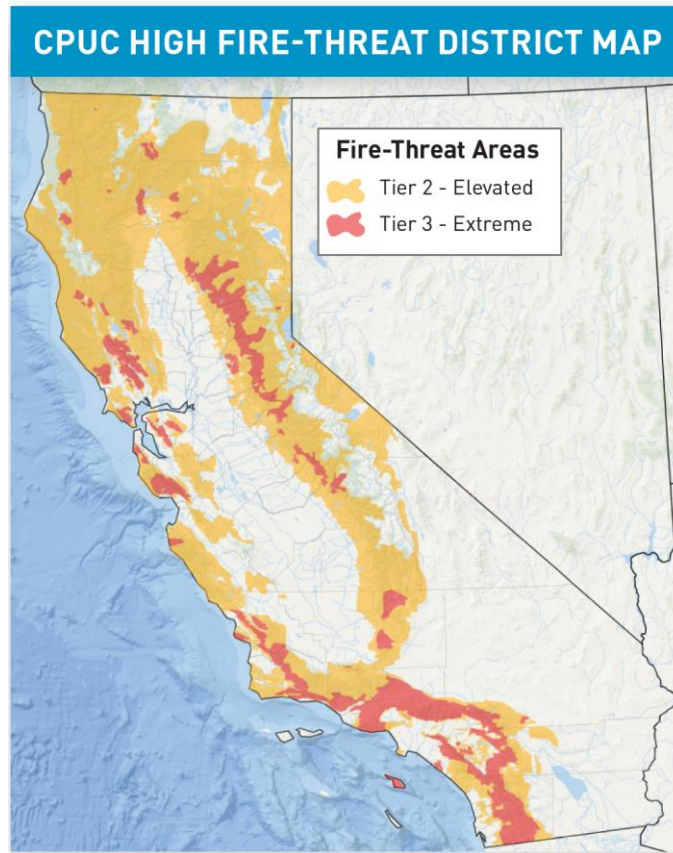 CPUC HIGH FIRE-THREAT DISTRICT MAP
Fire-Threat Areas
Tier 2 - Elevated
Tier 3 - Extreme